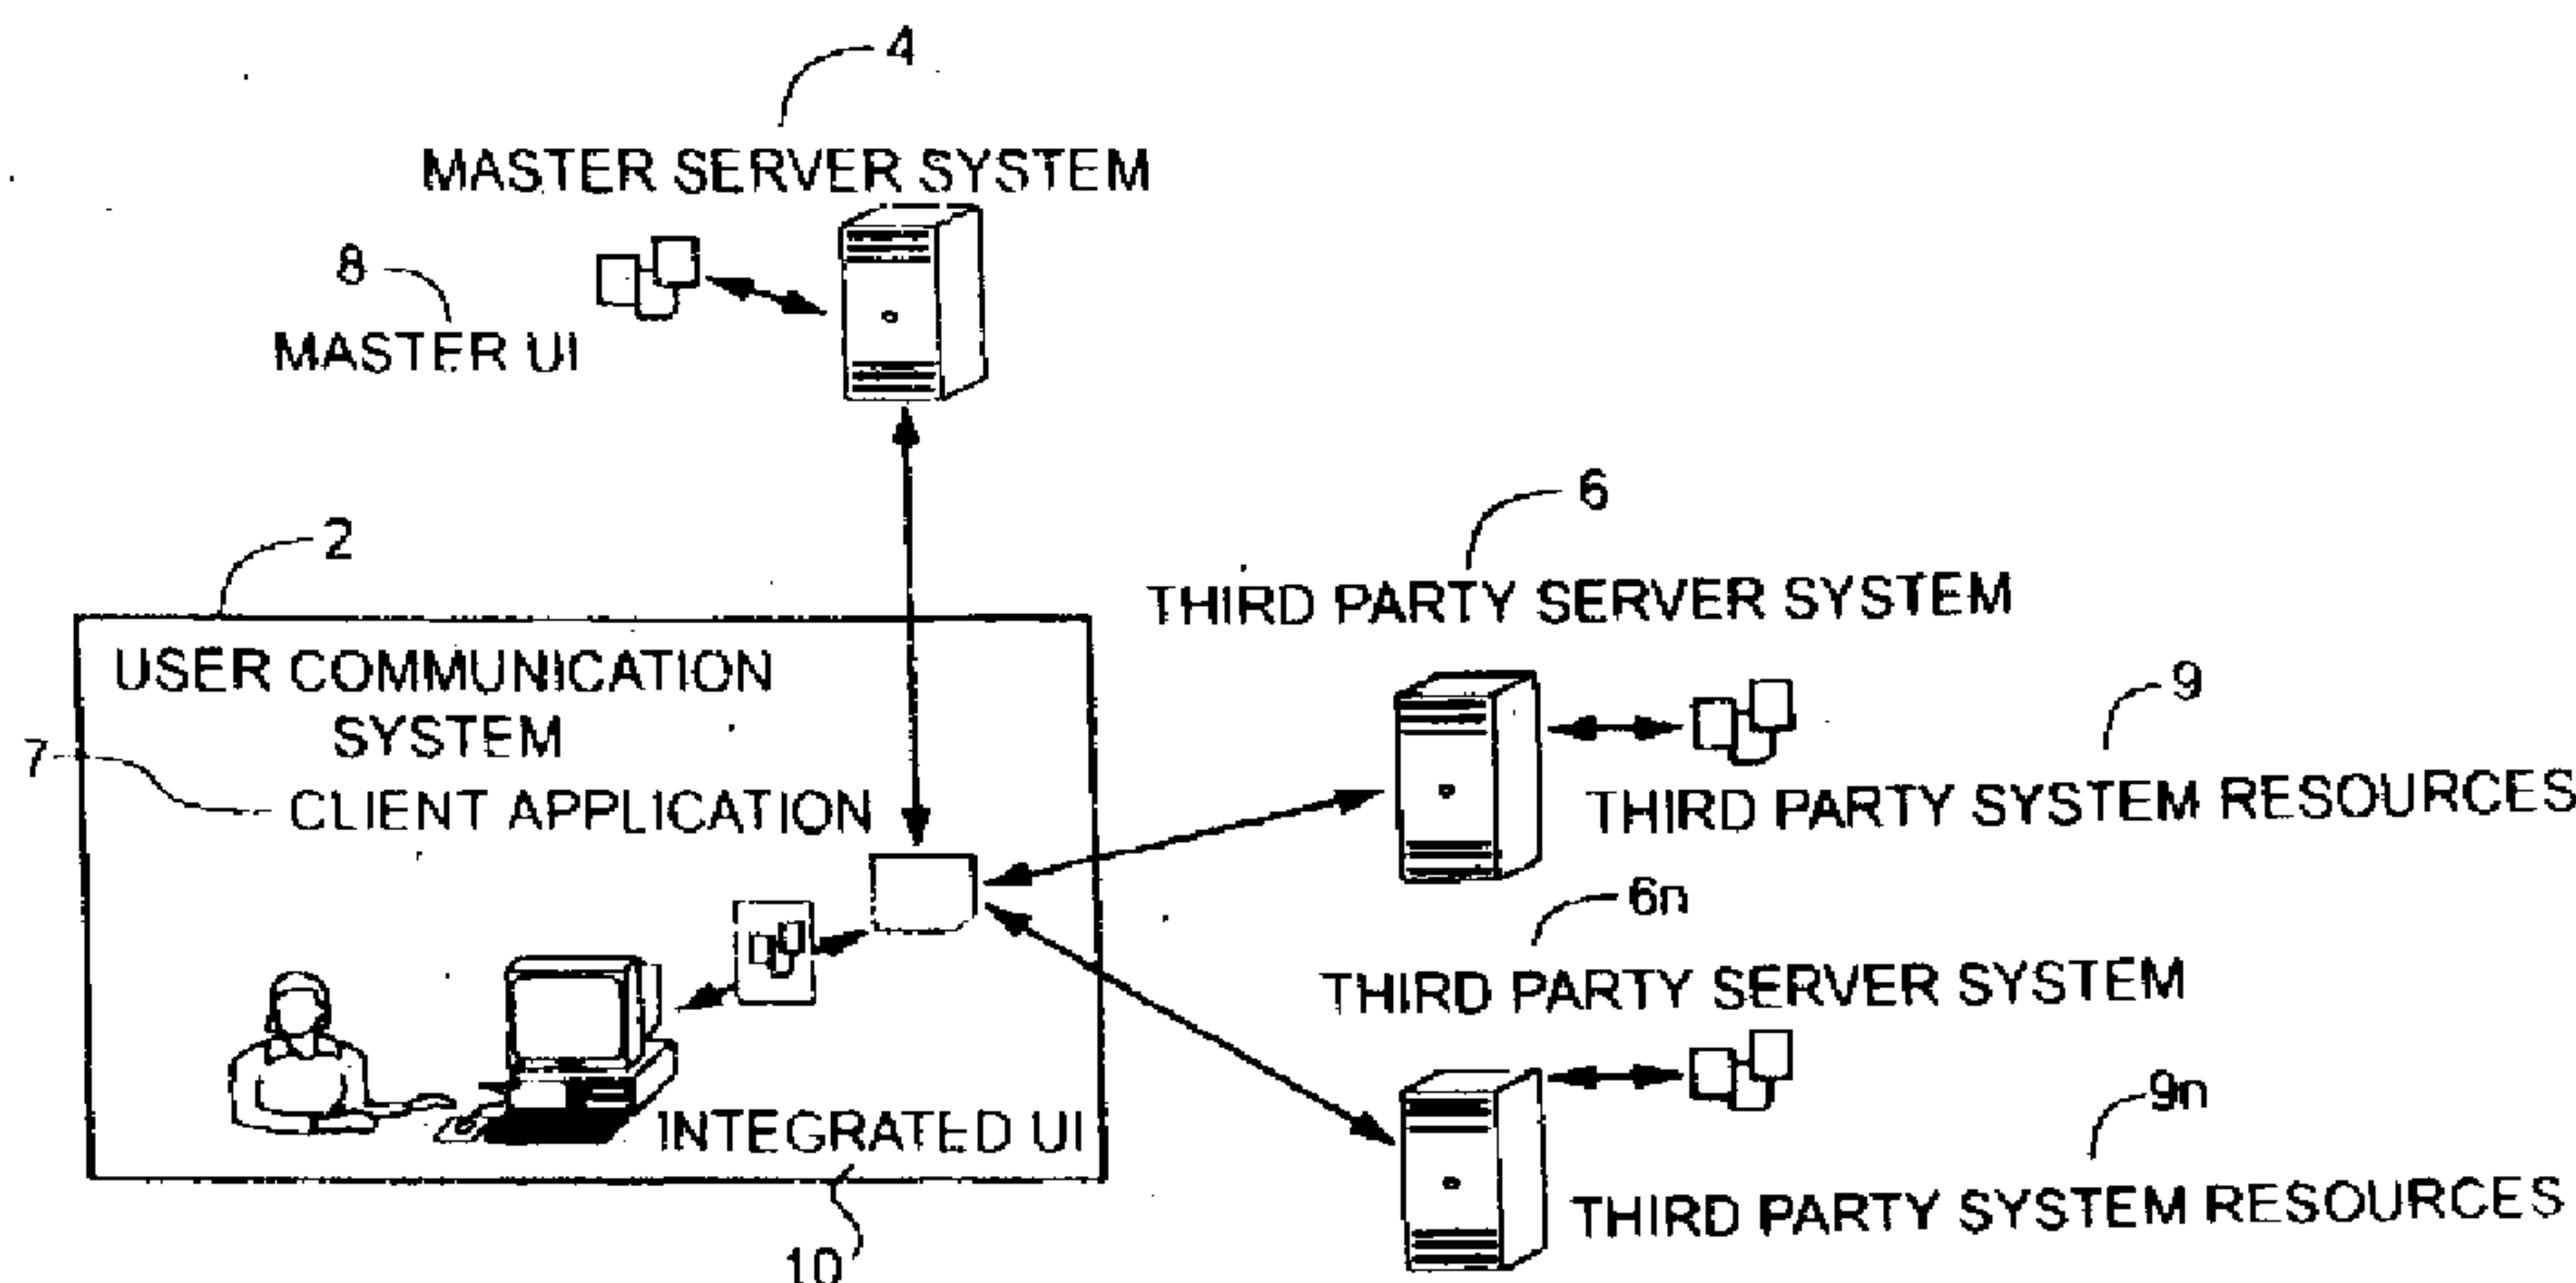 4
MASTER SERVER SYSTEM
8
MASTER UI
6
2
THIRD PARTY SERVER SYSTEM
USER COMMUNICATION
SYSTEM
9
7
CLIENT APPLICATION
THIRD PARTY SYSTEM RESOURCES
6n
THIRD PARTY SERVER SYSTEM
9n
INTEGRATED UI
THIRD PARTY SYSTEM RESOURCES
10